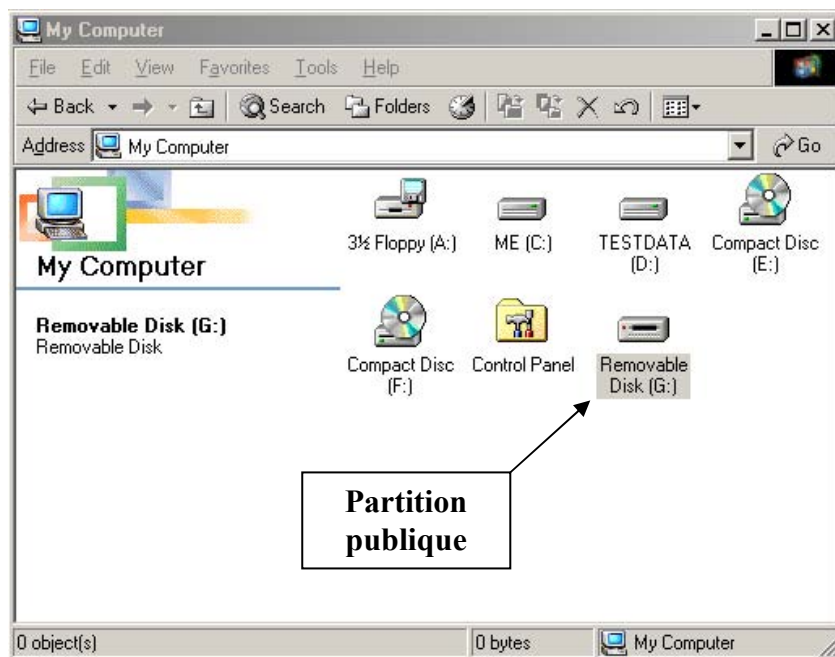 My Computer
File Edit View Favorites Tools Help
Back Search Folders
Address My Computer Go
My Computer
Removable Disk (G:)
Removable Disk
3½ Floppy (A:)
ME (C:)
TESTDATA
(D:)
Compact Disc
(E:)
Compact Disc
(F:)
Control Panel
Removable
Disk (G:)
Partition
publique
0 object(s) 0 bytes My Computer